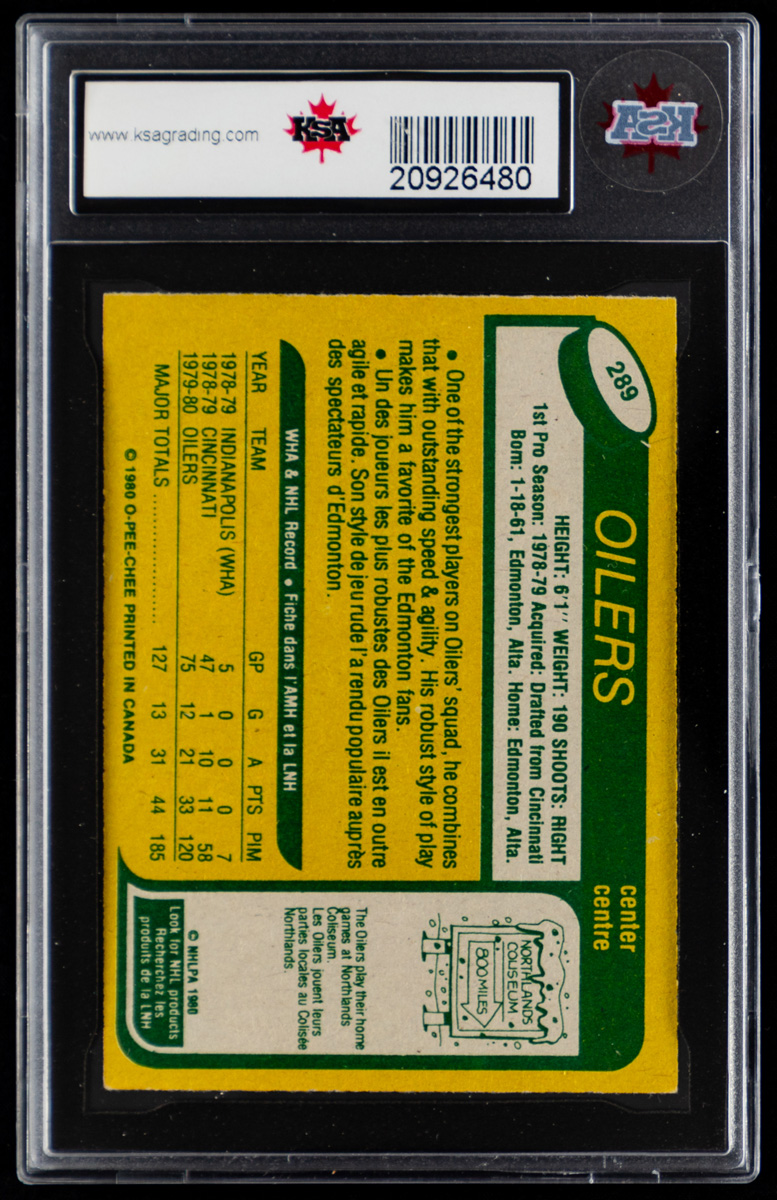 www.ksagrading.com
KSA
20926480
KSA
289
OILERS
center
centre
HEIGHT: 6'1" WEIGHT: 190 SHOOTS: RIGHT
1st Pro Season: 1978-79 Acquired: Drafted from Cincinnati
Born: 1-18-61, Edmonton, Alta. Home: Edmonton, Alta.
• One of the strongest players on Oilers' squad, he combines
that with outstanding speed & agility. His robust style of play
makes him a favorite of the Edmonton fans.
• Un des joueurs les plus robustes des Oilers il est en outre
agile et rapide. Son style de jeu rude l'a rendu populaire auprès
des spectateurs d'Edmonton.
WHA & NHL Record • Fiche dans l'AMH et la LNH
YEAR TEAM GP G A PTS PIM
1978-79 INDIANAPOLIS (WHA) 5 0 0 0 7
1978-79 CINCINNATI 47 1 10 11 58
1979-80 OILERS 75 12 21 33 120
MAJOR TOTALS .................... 127 13 31 44 185
© 1980 O-PEE-CHEE PRINTED IN CANADA
NORTHLANDS
COLISEUM
800 MILES
The Oilers play their home
games at Northlands
Coliseum.
Les Oilers jouent leurs
parties locales au Colisée
Northlands.
© NHLPA 1980
Look for NHL products
Recherchez les
produits de la LNH